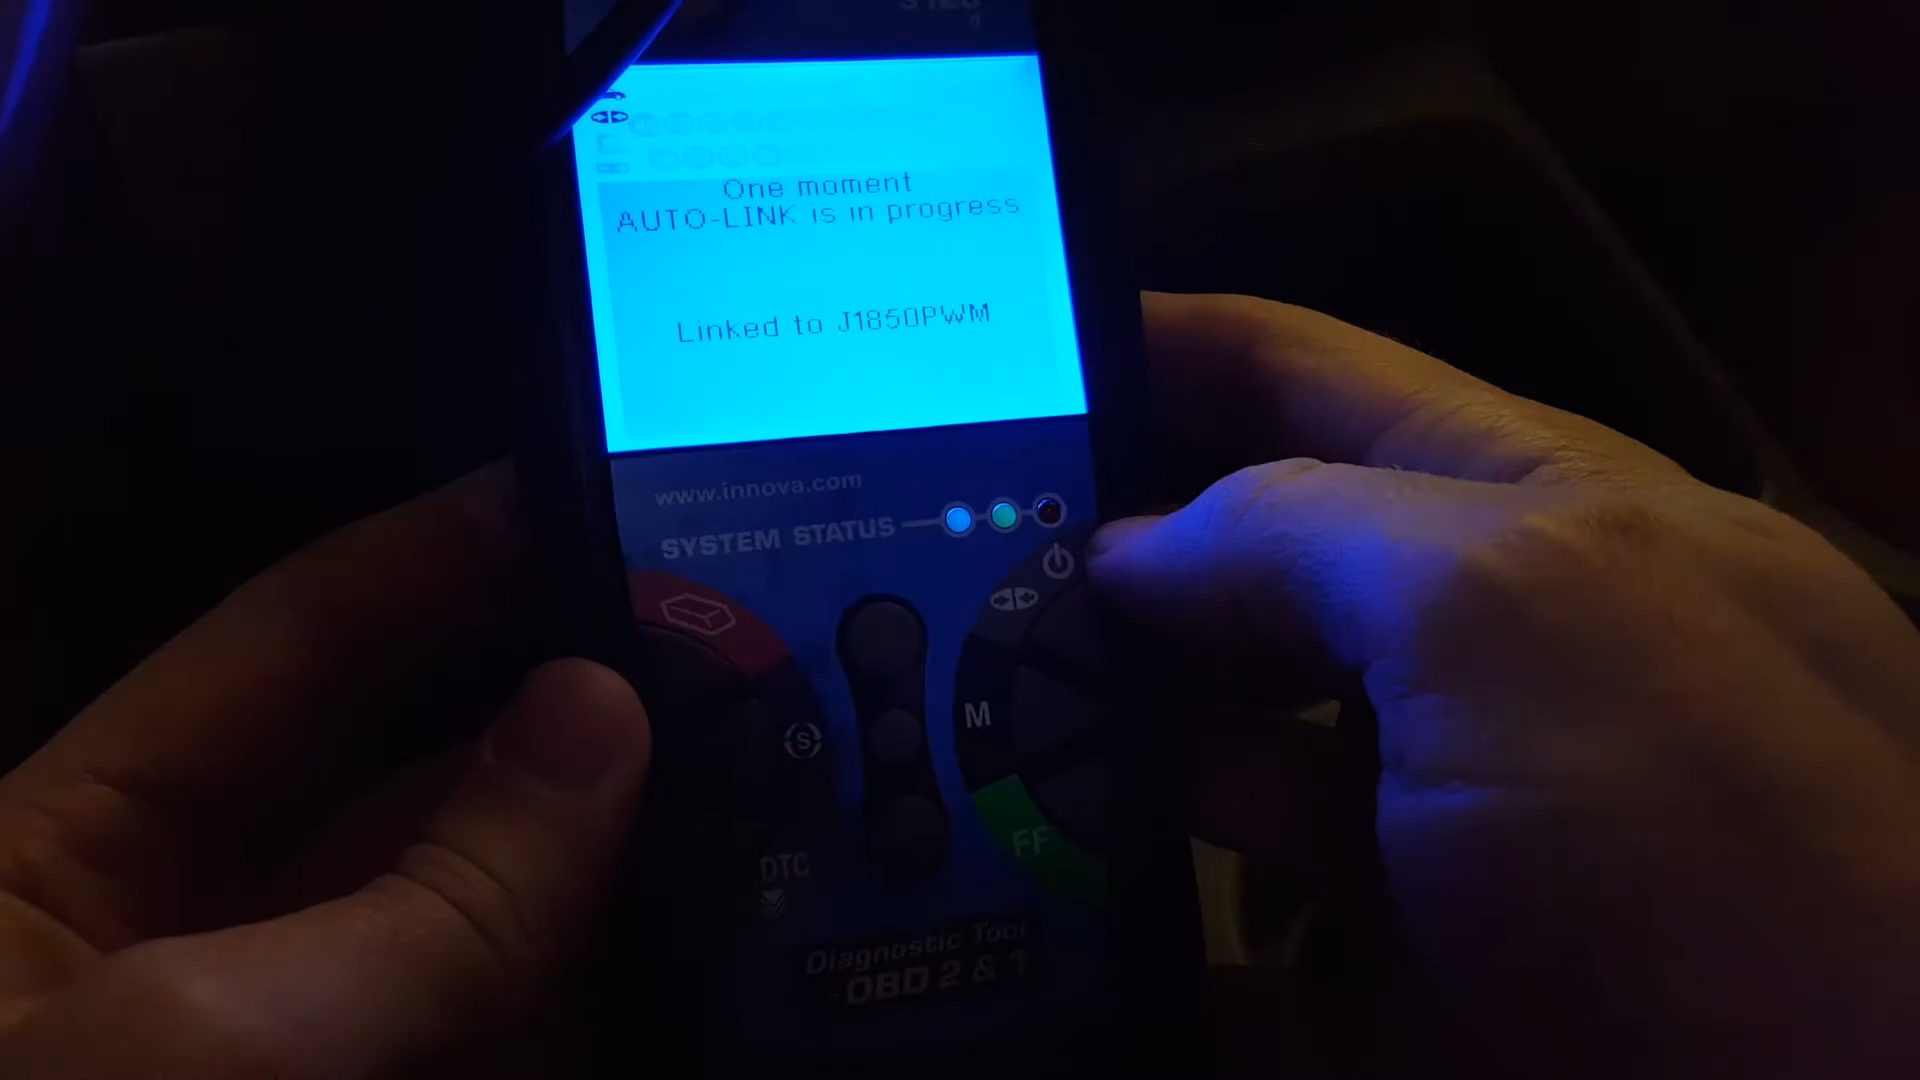 One moment
AUTO-LINK is in progress
Linked to J1850PWM
www.innova.com
SYSTEM STATUS
S
M
FF
DTC
Diagnostic Tool
OBD 2 & 1